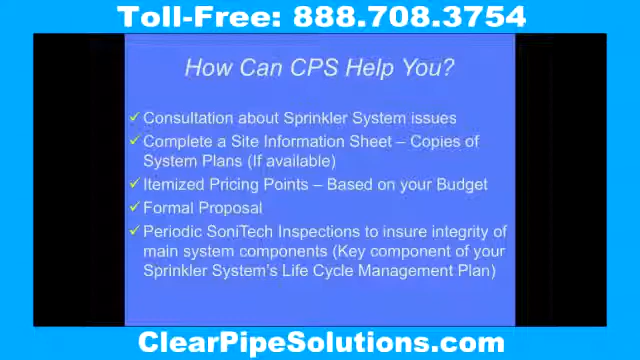 Toll-Free: 888.708.3754
How Can CPS Help You?
✓ Consultation about Sprinkler System issues
✓ Complete a Site Information Sheet – Copies of
System Plans (If available)
✓ Itemized Pricing Points – Based on your Budget
✓ Formal Proposal
✓ Periodic SoniTech Inspections to insure integrity of
main system components (Key component of your
Sprinkler System's Life Cycle Management Plan)
ClearPipeSolutions.com